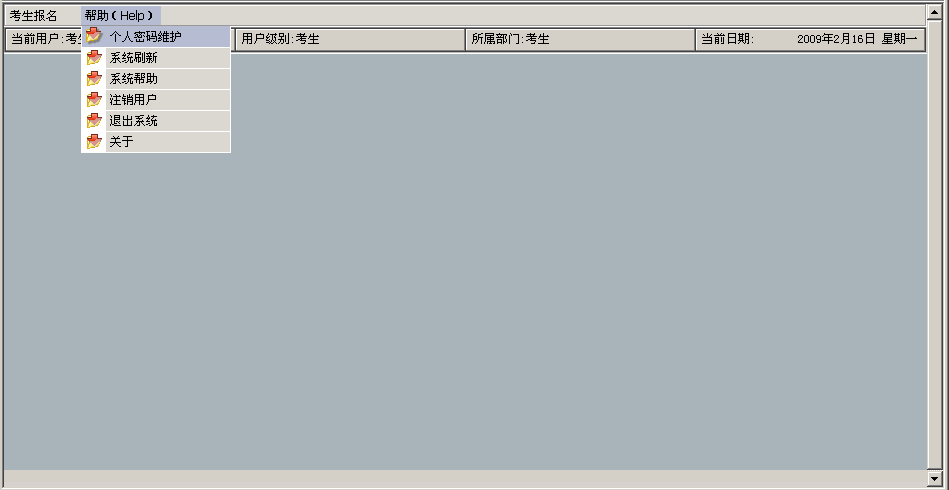 考生报名 帮助(Help)
当前用户:考 用户级别:考生 所属部门:考生 当前日期: 2009年2月16日 星期一
个人密码维护
系统刷新
系统帮助
注销用户
退出系统
关于